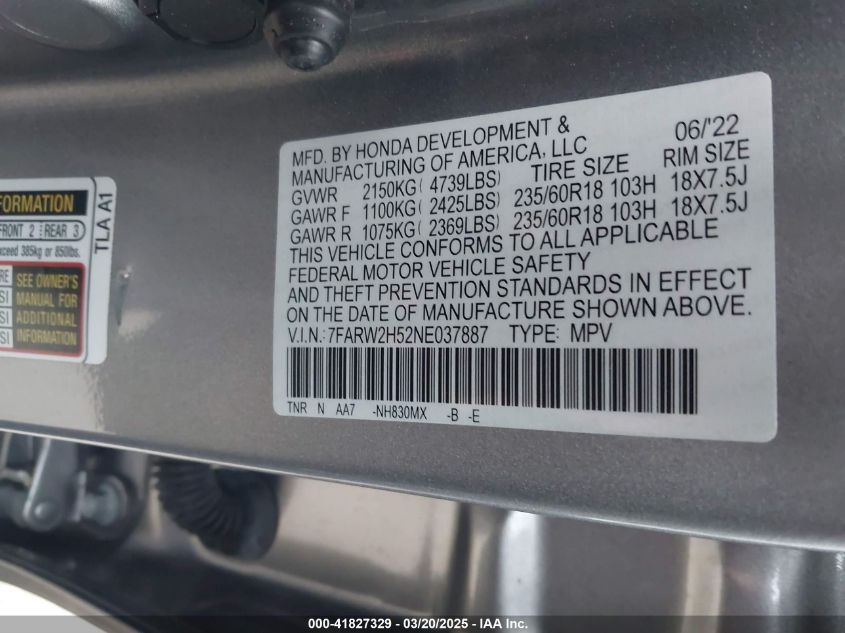 FORMATION
FRONT 2 REAR 3
exceed 385kg or 850lbs.
SEE OWNER'S
MANUAL FOR
ADDITIONAL
INFORMATION
TLA A1
MFD. BY HONDA DEVELOPMENT &
MANUFACTURING OF AMERICA, LLC
06/'22
TIRE SIZE RIM SIZE
GVWR 2150KG( 4739LBS)
GAWR F 1100KG( 2425LBS) 235/60R18 103H 18X7.5J
GAWR R 1075KG( 2369LBS) 235/60R18 103H 18X7.5J
THIS VEHICLE CONFORMS TO ALL APPLICABLE
FEDERAL MOTOR VEHICLE SAFETY
AND THEFT PREVENTION STANDARDS IN EFFECT
ON THE DATE OF MANUFACTURE SHOWN ABOVE.
V.I.N.: 7FARW2H52NE037887 TYPE: MPV
TNR N AA7 -NH830MX -B -E
000-41827329 — 03/20/2025 — IAA Inc.